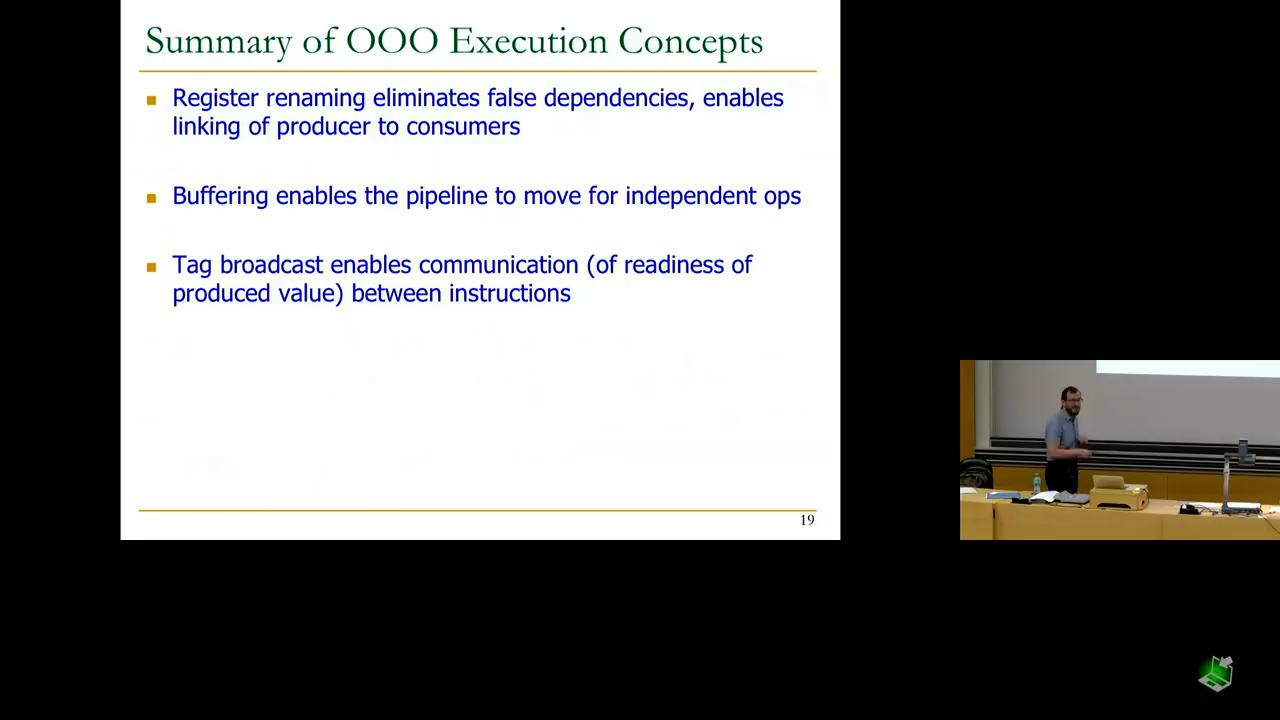 Summary of OOO Execution Concepts
Register renaming eliminates false dependencies, enables
linking of producer to consumers
Buffering enables the pipeline to move for independent ops
Tag broadcast enables communication (of readiness of
produced value) between instructions
19